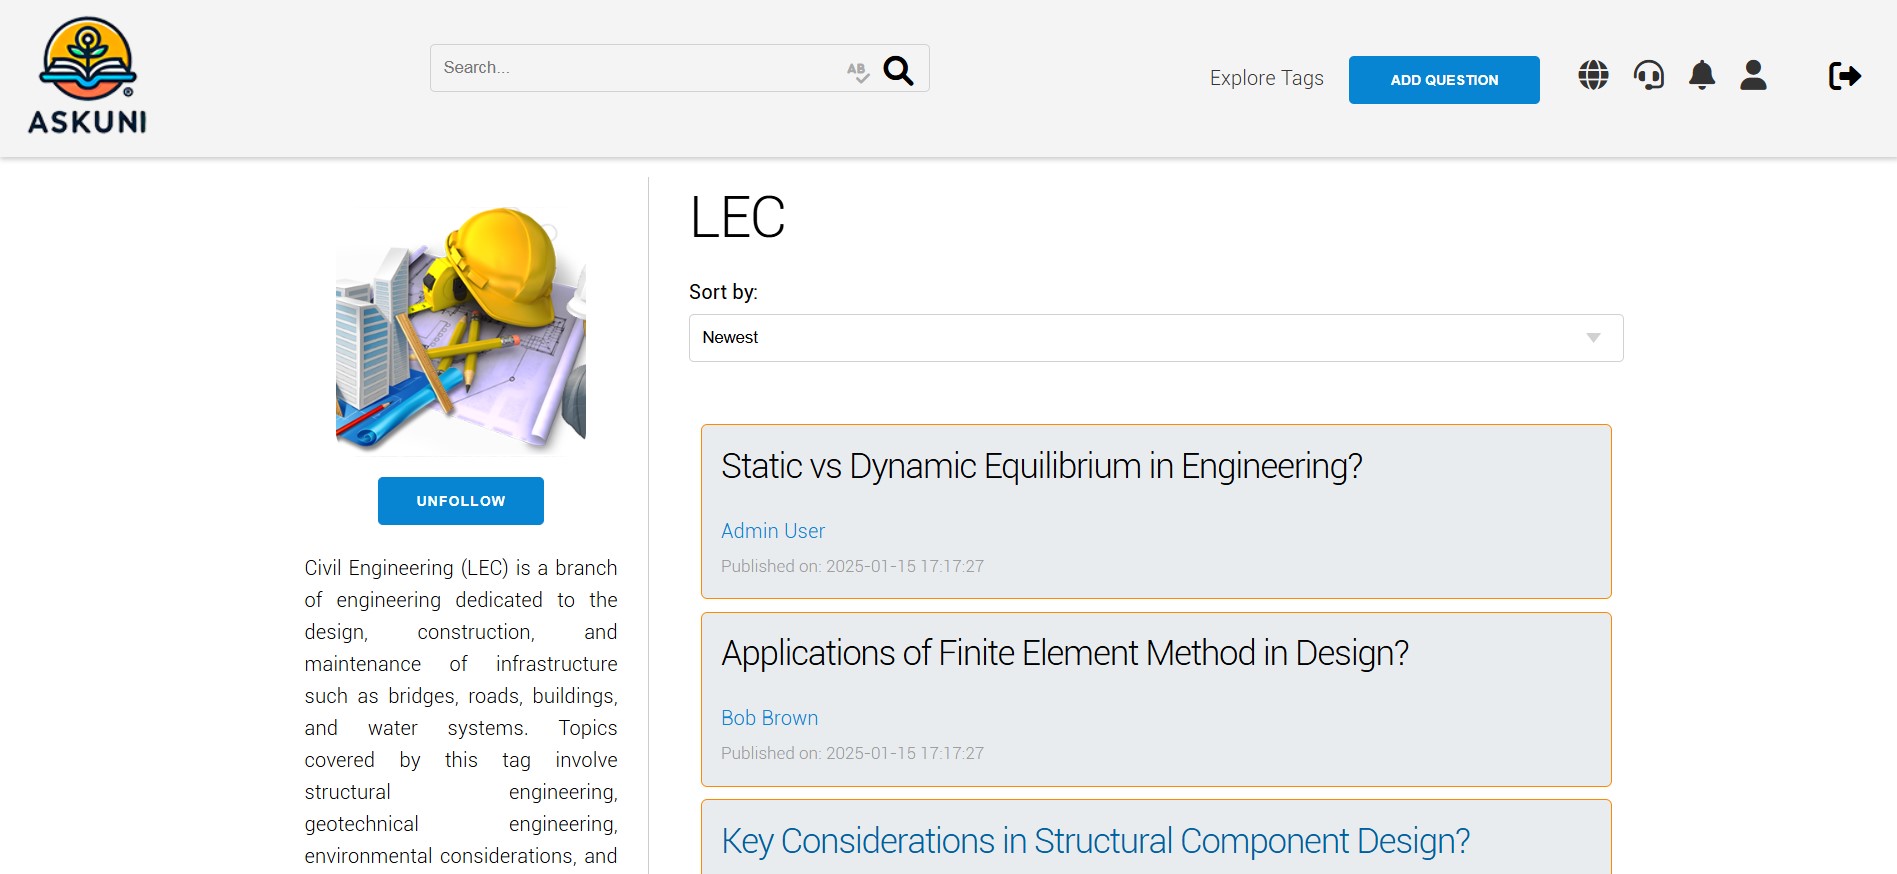 ASKUNI
Search...
AB
Explore Tags
ADD QUESTION
UNFOLLOW
Civil Engineering (LEC) is a branch
of engineering dedicated to the
design, construction, and
maintenance of infrastructure
such as bridges, roads, buildings,
and water systems. Topics
covered by this tag involve
structural engineering,
geotechnical engineering,
environmental considerations, and
LEC
Sort by:
Newest
Static vs Dynamic Equilibrium in Engineering?
Admin User
Published on: 2025-01-15 17:17:27
Applications of Finite Element Method in Design?
Bob Brown
Published on: 2025-01-15 17:17:27
Key Considerations in Structural Component Design?